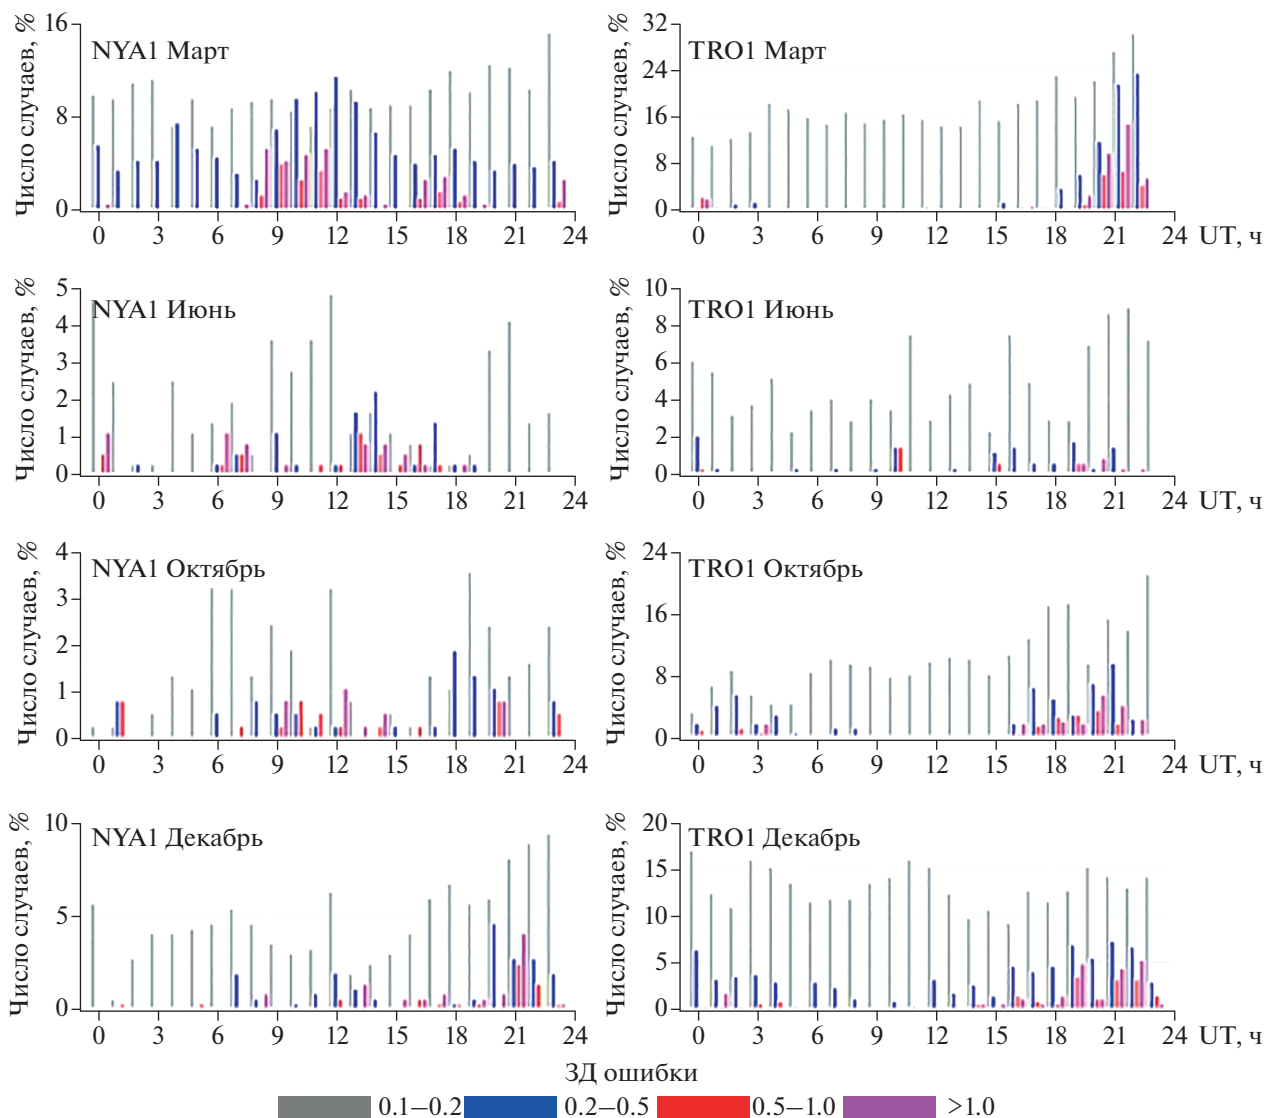 Число случаев, %
16
8
0
NYA1 Март
0 3 6 9 12 15 18 21 24
Число случаев, %
32
24
16
8
0
TRO1 Март
0 3 6 9 12 15 18 21 24 UT, ч
Число случаев, %
5
4
3
2
1
0
NYA1 Июнь
0 3 6 9 12 15 18 21 24
Число случаев, %
10
8
6
4
2
0
TRO1 Июнь
0 3 6 9 12 15 18 21 24 UT, ч
Число случаев, %
4
3
2
1
0
NYA1 Октябрь
0 3 6 9 12 15 18 21 24
Число случаев, %
24
16
8
0
TRO1 Октябрь
0 3 6 9 12 15 18 21 24 UT, ч
Число случаев, %
10
5
0
NYA1 Декабрь
0 3 6 9 12 15 18 21 24
Число случаев, %
20
15
10
5
0
TRO1 Декабрь
0 3 6 9 12 15 18 21 24 UT, ч
3Д ошибки
0.1–0.2 0.2–0.5 0.5–1.0 >1.0